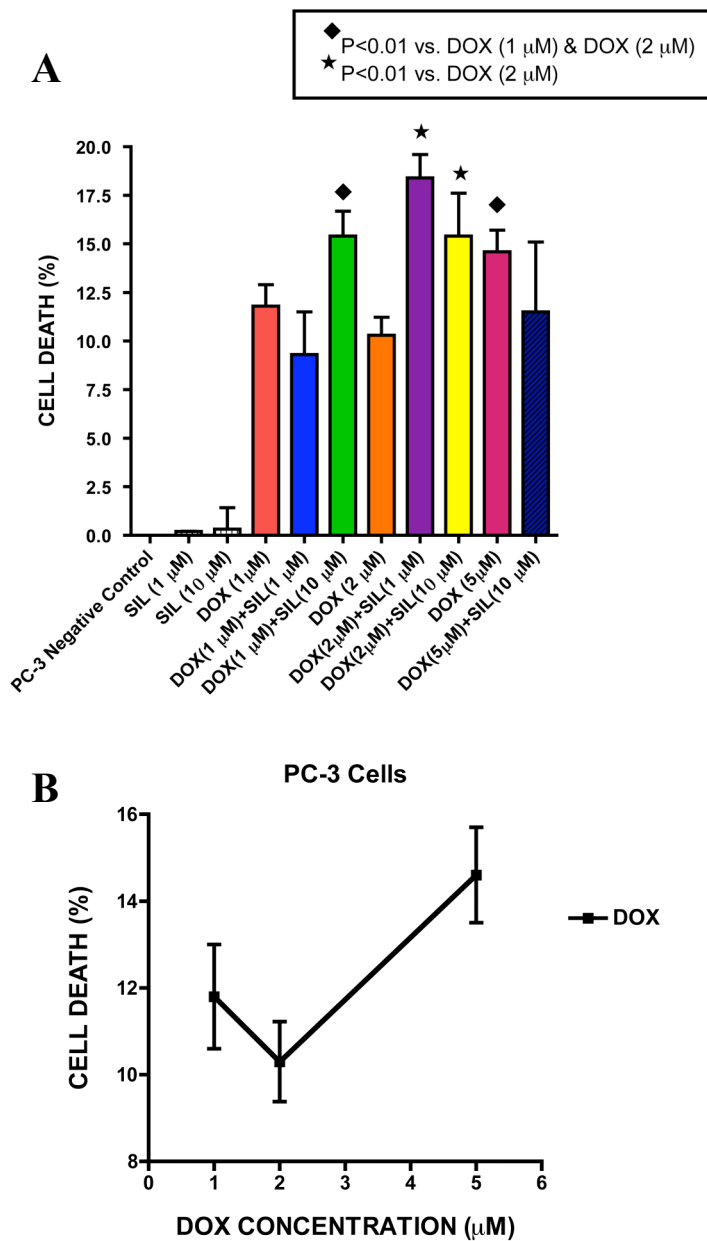 ◆ P<0.01 vs. DOX (1 μM) & DOX (2 μM)
★ P<0.01 vs. DOX (2 μM)
A
CELL DEATH (%)
20.0
17.5
15.0
12.5
10.0
7.5
5.0
2.5
0.0
PC-3 Negative Control
SIL (1 μM)
SIL (10 μM)
DOX (1μM)
DOX(1 μM)+SIL(1 μM)
DOX(1 μM)+SIL(10 μM)
DOX (2 μM)
DOX(2μM)+SIL(1 μM)
DOX(2μM)+SIL(10 μM)
DOX (5μM)
DOX(5μM)+SIL(10 μM)
B
PC-3 Cells
CELL DEATH (%)
16
14
12
10
8
0 1 2 3 4 5 6
DOX CONCENTRATION (μM)
DOX